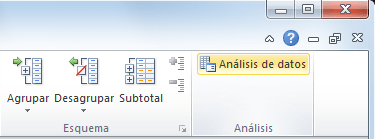 Análisis de datos
Agrupar Desagrupar Subtotal
Esquema Análisis